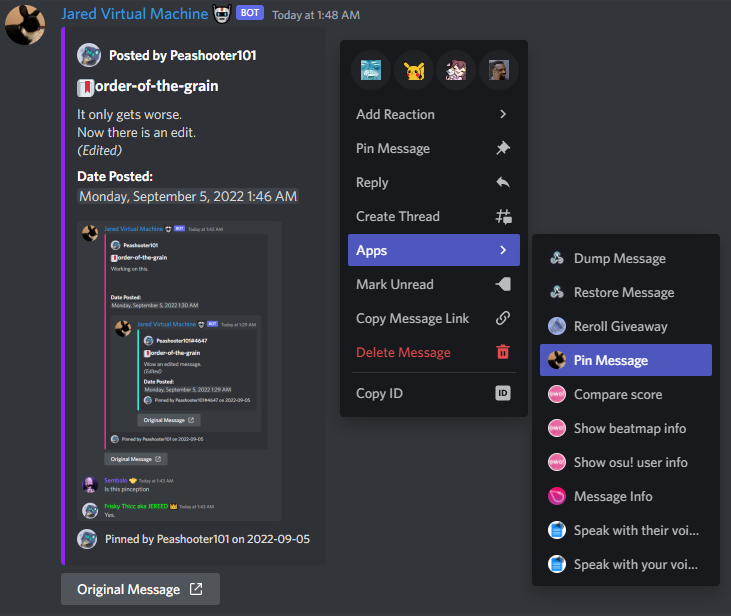 Jared Virtual Machine BOT Today at 1:48 AM
Posted by Peashooter101
order-of-the-grain
It only gets worse.
Now there is an edit.
(Edited)
Date Posted:
Monday, September 5, 2022 1:46 AM
Jared Virtual Machine BOT Today at 1:43 AM
Peashooter101
order-of-the-grain
Working on this.
Date Posted:
Monday, September 5, 2022 1:30 AM
Jared Virtual Machine BOT Today at 1:29 AM
Peashooter101#4647
order-of-the-grain
Wow an edited message.
(Edited)
Date Posted:
Monday, September 5, 2022 1:29 AM
Pinned by Peashooter101#4647 on 2022-09-05
Original Message
Pinned by Peashooter101 on 2022-09-05
Original Message
Today at 1:43 AM
Is this pinception
Frisky Thicc aka JEREED Today at 1:43 AM
Yes.
Pinned by Peashooter101 on 2022-09-05
Original Message
Add Reaction
Pin Message
Reply
Create Thread
Apps
Mark Unread
Copy Message Link
Delete Message
Copy ID
ID
Dump Message
Restore Message
Reroll Giveaway
Pin Message
Compare score
Show beatmap info
Show osu! user info
Message Info
Speak with their voi...
Speak with your voi...